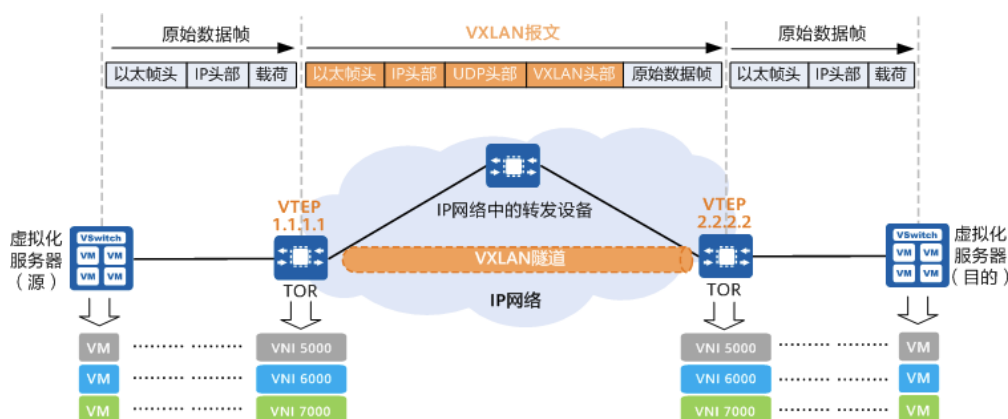 原始数据帧
VXLAN报文
原始数据帧
以太帧头 IP头部 载荷
以太帧头 IP头部 UDP头部 VXLAN头部 原始数据帧
以太帧头 IP头部 载荷
IP网络中的转发设备
VTEP
1.1.1.1
VTEP
2.2.2.2
虚拟化
服务器
（源）
VSwitch
VM VM
VM VM
TOR
VXLAN隧道
IP网络
TOR
VSwitch
VM VM
VM VM
虚拟化
服务器
（目的）
VM ……… ……… VNI 5000
VM ……… ……… VNI 6000
VM ……… ……… VNI 7000
VNI 5000 ……… ……… VM
VNI 6000 ……… ……… VM
VNI 7000 ……… ……… VM